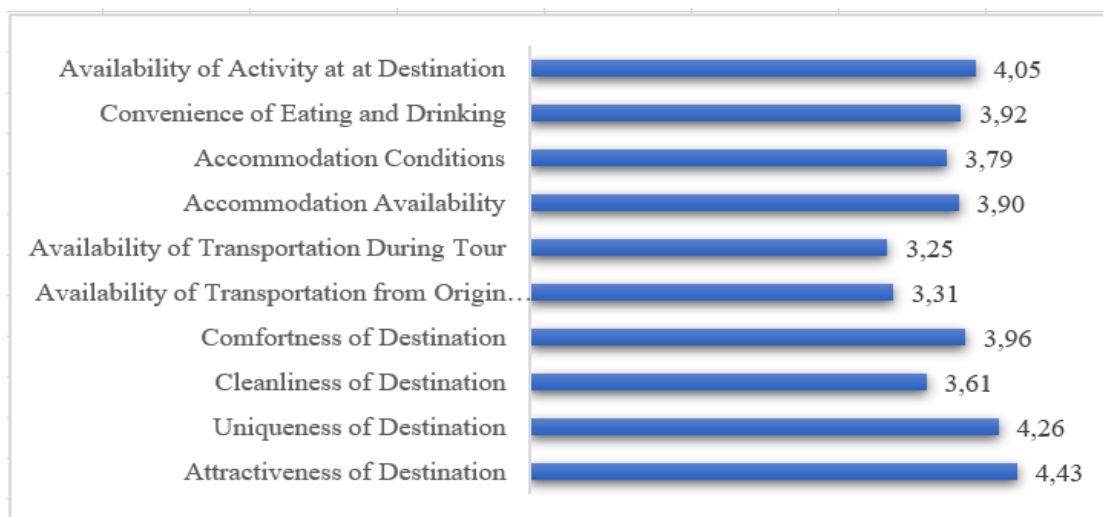 Availability of Activity at at Destination 4,05
Convenience of Eating and Drinking 3,92
Accommodation Conditions 3,79
Accommodation Availability 3,90
Availability of Transportation During Tour 3,25
Availability of Transportation from Origin… 3,31
Comfortness of Destination 3,96
Cleanliness of Destination 3,61
Uniqueness of Destination 4,26
Attractiveness of Destination 4,43